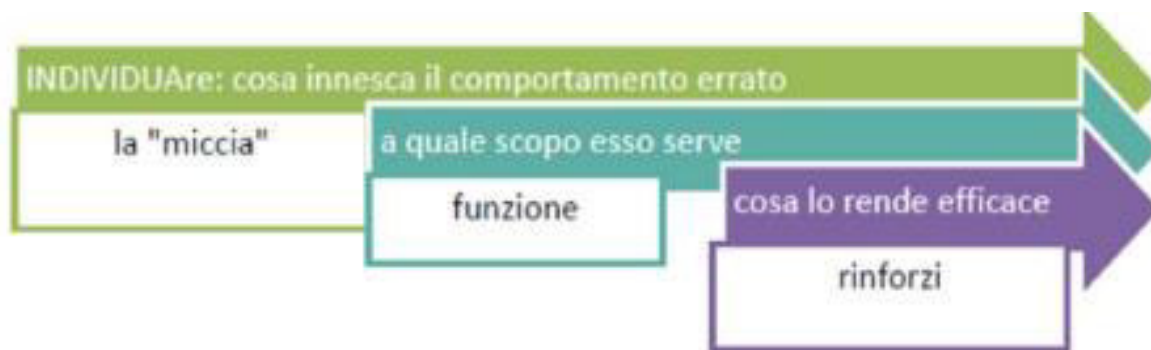 INDIVIDUAre: cosa innesca il comportamento errato
la "miccia"
a quale scopo esso serve
funzione
cosa lo rende efficace
rinforzi